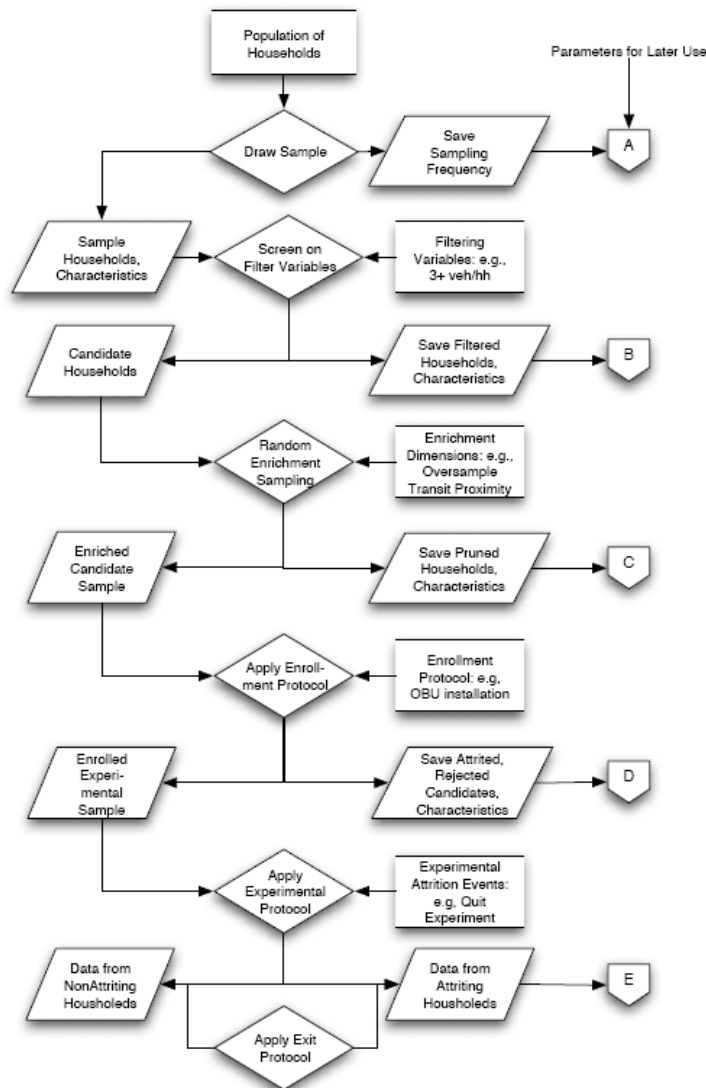 Population of
Households
Parameters for Later Use
Draw Sample
Save
Sampling
Frequency
A
Sample
Households,
Characteristics
Screen on
Filter Variables
Filtering
Variables: e.g.,
3+ veh/hh
Candidate
Households
Save Filtered
Households,
Characteristics
B
Random
Enrichment
Sampling
Enrichment
Dimensions: e.g.,
Oversample
Transit Proximity
Enriched
Candidate
Sample
Save Pruned
Households,
Characteristics
C
Apply Enroll-
ment Protocol
Enrollment
Protocol: e.g,
OBU installation
Enrolled
Experi-
mental
Sample
Save Attrited,
Rejected
Candidates,
Characteristics
D
Apply
Experimental
Protocol
Experimental
Attrition Events:
e.g, Quit
Experiment
Data from
NonAttriting
Housholeds
Data from
Attriting
Housholeds
E
Apply Exit
Protocol